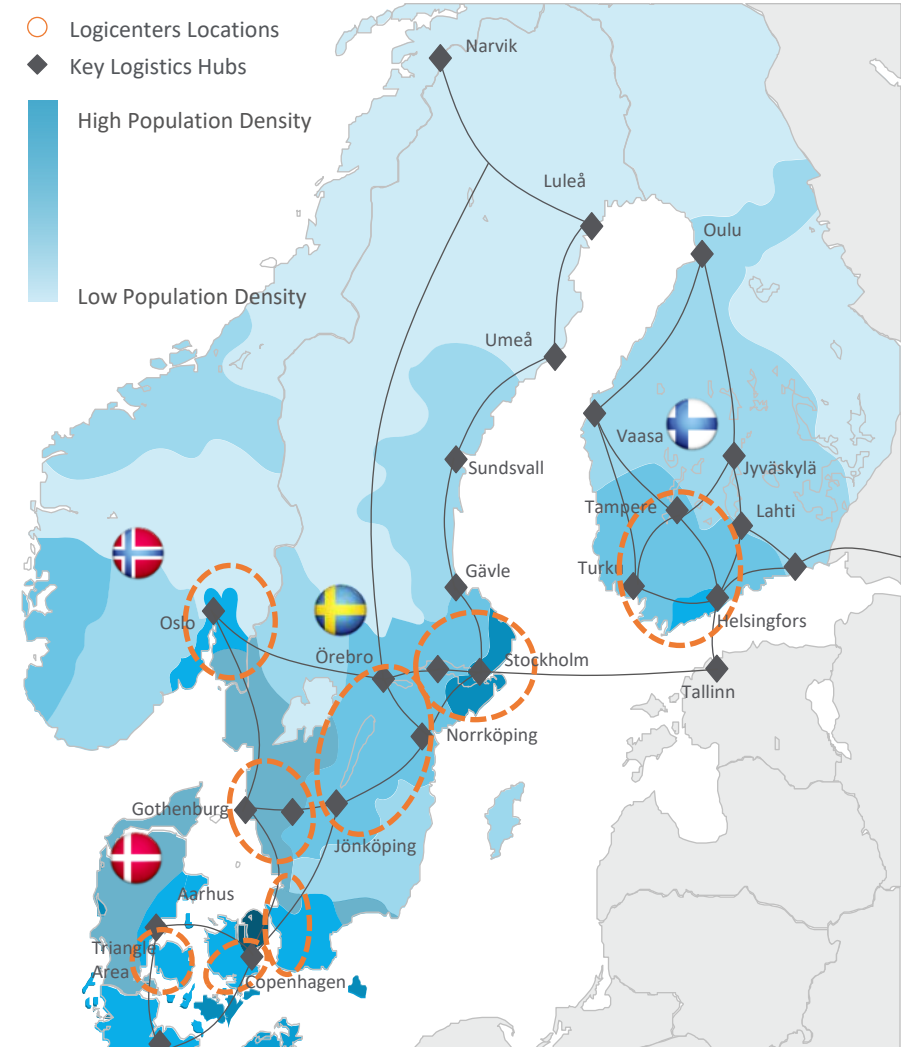 Logicenters Locations
Key Logistics Hubs
High Population Density
Low Population Density
Narvik
Luleå
Oulu
Umeå
Vaasa
Sundsvall
Jyväskylä
Tampere
Lahti
Gävle
Turku
Oslo
Helsingfors
Örebro
Stockholm
Tallinn
Norrköping
Gothenburg
Jönköping
Aarhus
Triangle
Area
Copenhagen